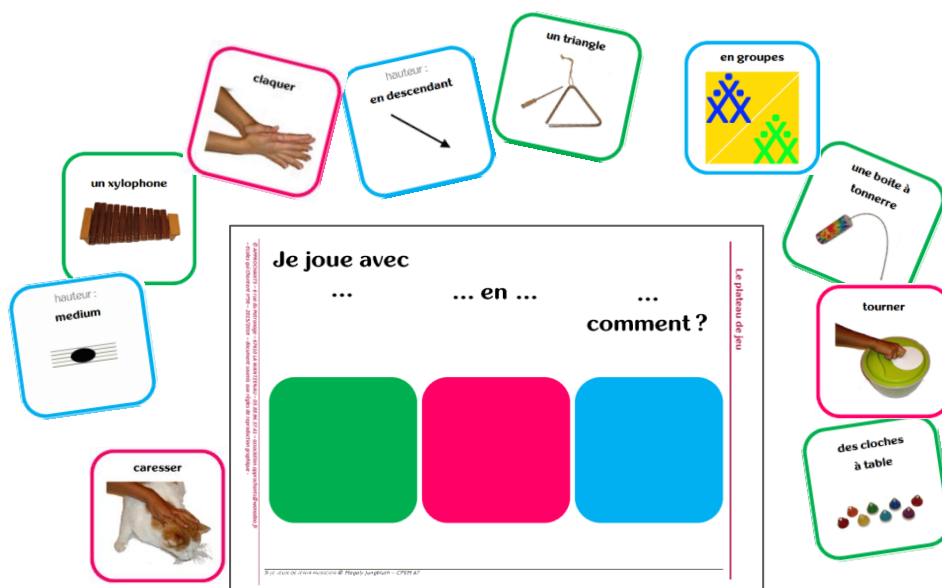 claquer
hauteur :
en descendant
un triangle
en groupes
un xylophone
une boite à
tonnerre
hauteur :
medium
Je joue avec
...
... en ...
...
comment ?
Le plateau de jeu
tourner
des cloches
à table
caresser